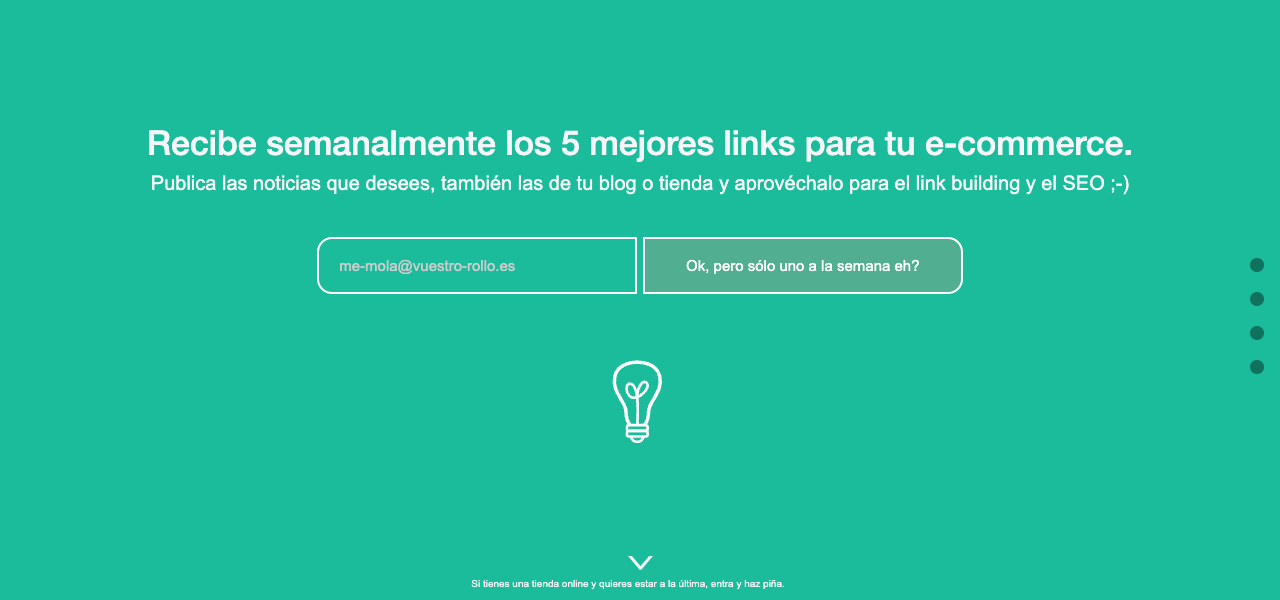 Recibe semanalmente los 5 mejores links para tu e-commerce.
Publica las noticias que desees, también las de tu blog o tienda y aprovéchalo para el link building y el SEO ;-)
me-mola@vuestro-rollo.es
Ok, pero sólo uno a la semana eh?
Si tienes una tienda online y quieres estar a la última, entra y haz piña.